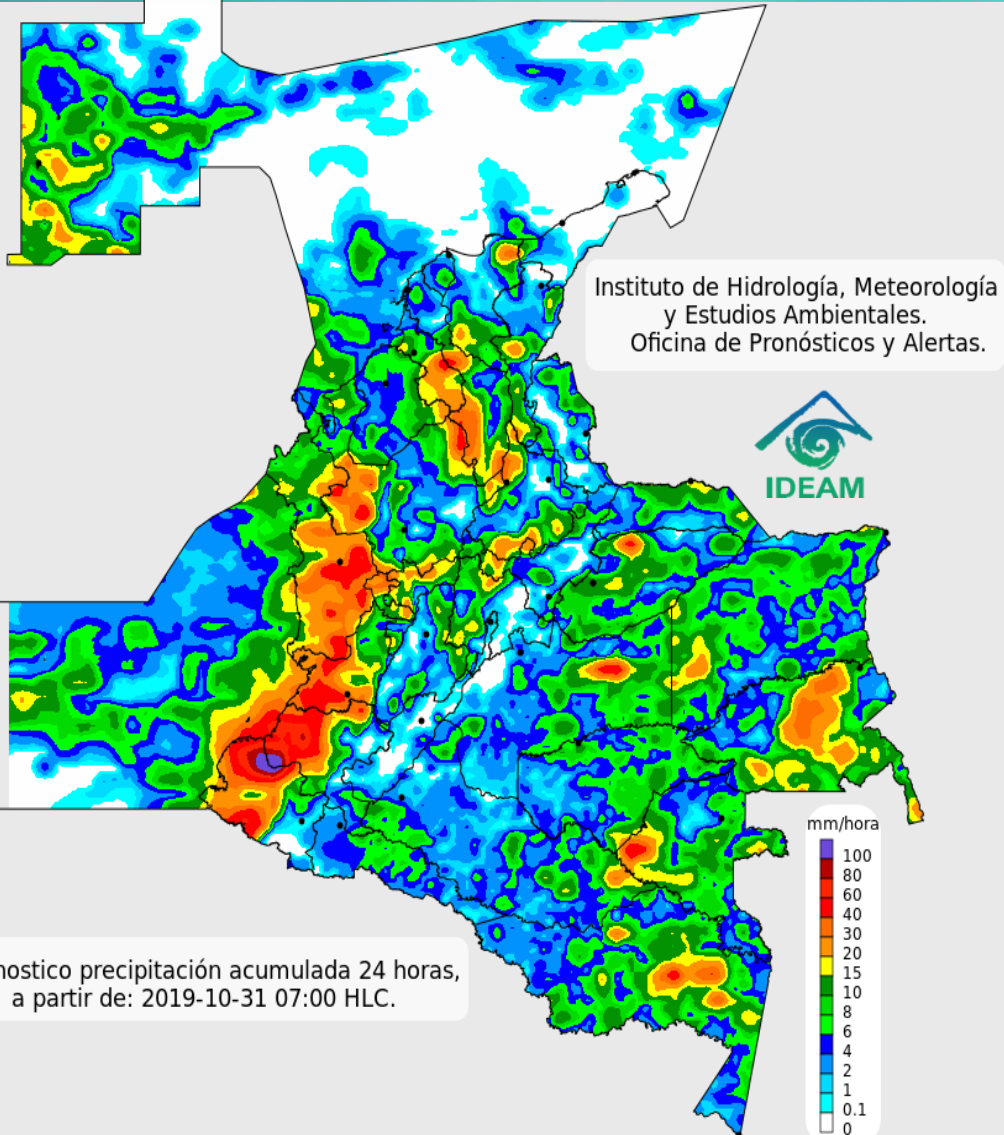 Instituto de Hidrología, Meteorología
y Estudios Ambientales.
Oficina de Pronósticos y Alertas.
IDEAM
mm/hora
100
80
60
40
30
20
15
10
8
6
4
2
1
0.1
0
nostico precipitación acumulada 24 horas,
a partir de: 2019-10-31 07:00 HLC.